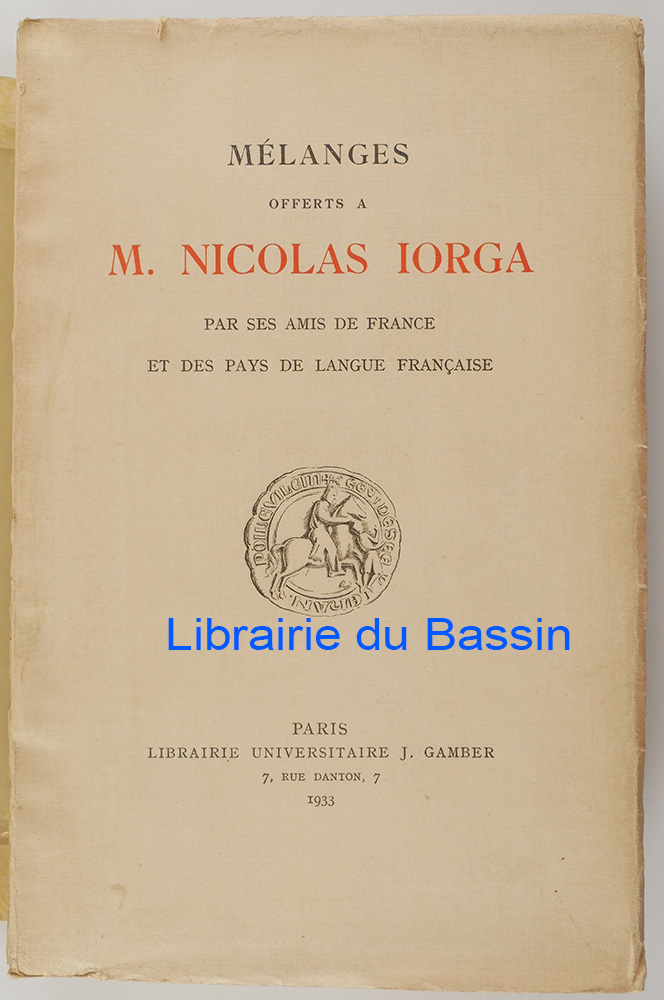 MÉLANGES
OFFERTS A
M. NICOLAS IORGA
PAR SES AMIS DE FRANCE
ET DES PAYS DE LANGUE FRANÇAISE
Librairie du Bassin
PARIS
LIBRAIRIE UNIVERSITAIRE J. GAMBER
7, RUE DANTON, 7
1933